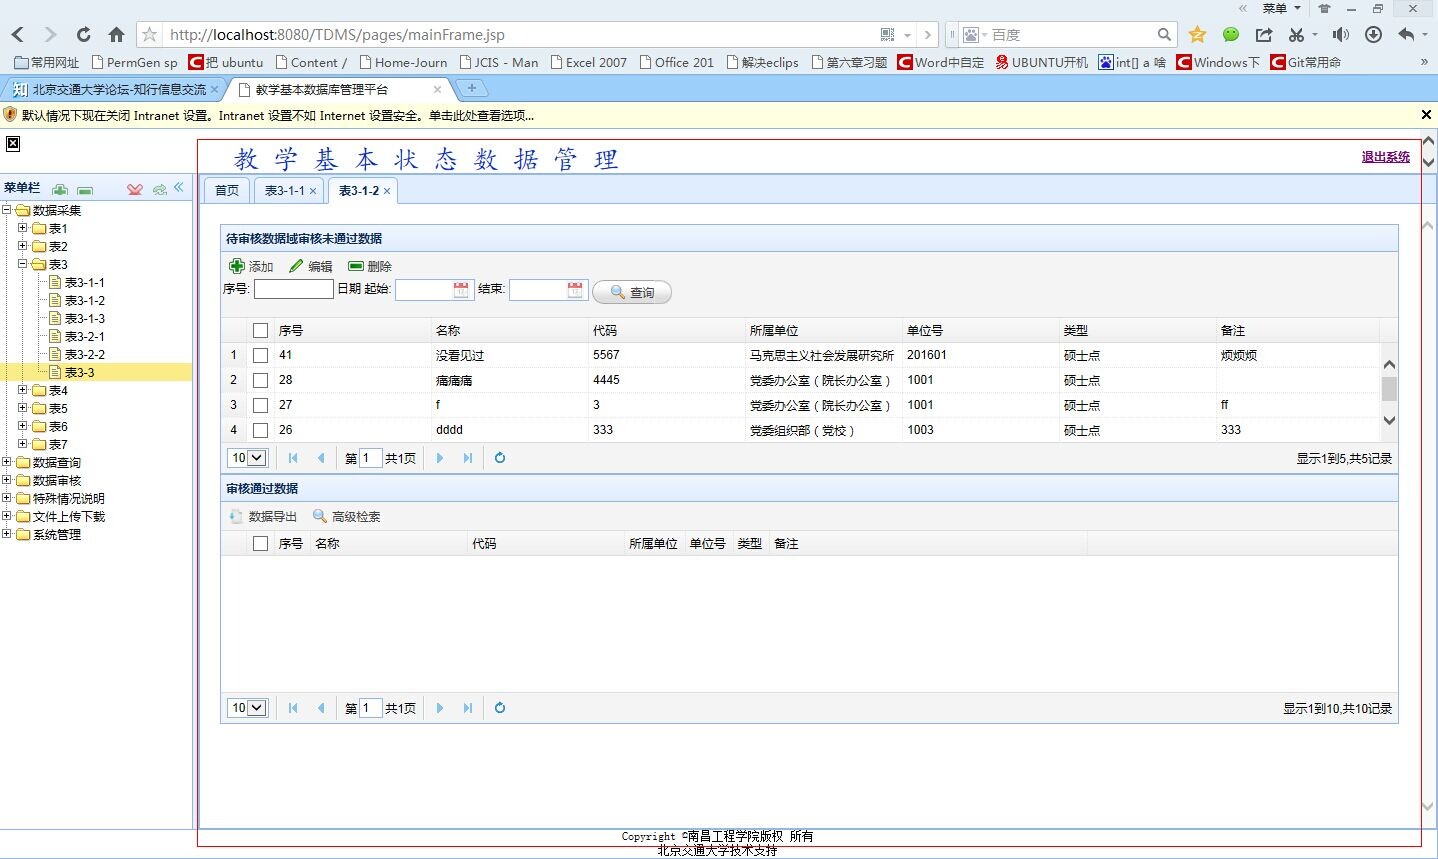 菜单
http://localhost:8080/TDMS/pages/mainFrame.jsp
百度
常用网址 PermGen sp 把 ubuntu Content / Home-Journ JCIS - Man Excel 2007 Office 201 解决eclips 第六章习题 Word中自定 UBUNTU开机 int[] a 啥 Windows下 Git常用命
知 北京交通大学论坛-知行信息交流 教学基本数据库管理平台
默认情况下现在关闭 Intranet 设置。Intranet 设置不如 Internet 设置安全。单击此处查看选项...
教学基本状态数据管理
退出系统
菜单栏
首页 表3-1-1 表3-1-2
数据采集
表1
表2
表3
表3-1-1
表3-1-2
表3-1-3
表3-2-1
表3-2-2
表3-3
表4
表5
表6
表7
数据查询
数据审核
特殊情况说明
文件上传下载
系统管理
待审核数据域审核未通过数据
添加 编辑 删除
序号: 日期 起始: 结束: 查询
序号 名称 代码 所属单位 单位号 类型 备注
1 41 没看见过 5567 马克思主义社会发展研究所 201601 硕士点 烦烦烦
2 28 痛痛痛 4445 党委办公室（院长办公室） 1001 硕士点
3 27 f 3 党委办公室（院长办公室） 1001 硕士点 ff
4 26 dddd 333 党委组织部（党校） 1003 硕士点 333
10 第 1 共1页 显示1到5,共5记录
审核通过数据
数据导出 高级检索
序号 名称 代码 所属单位 单位号 类型 备注
10 第 1 共1页 显示1到10,共10记录
Copyright ©南昌工程学院版权 所有
北京交通大学技术支持